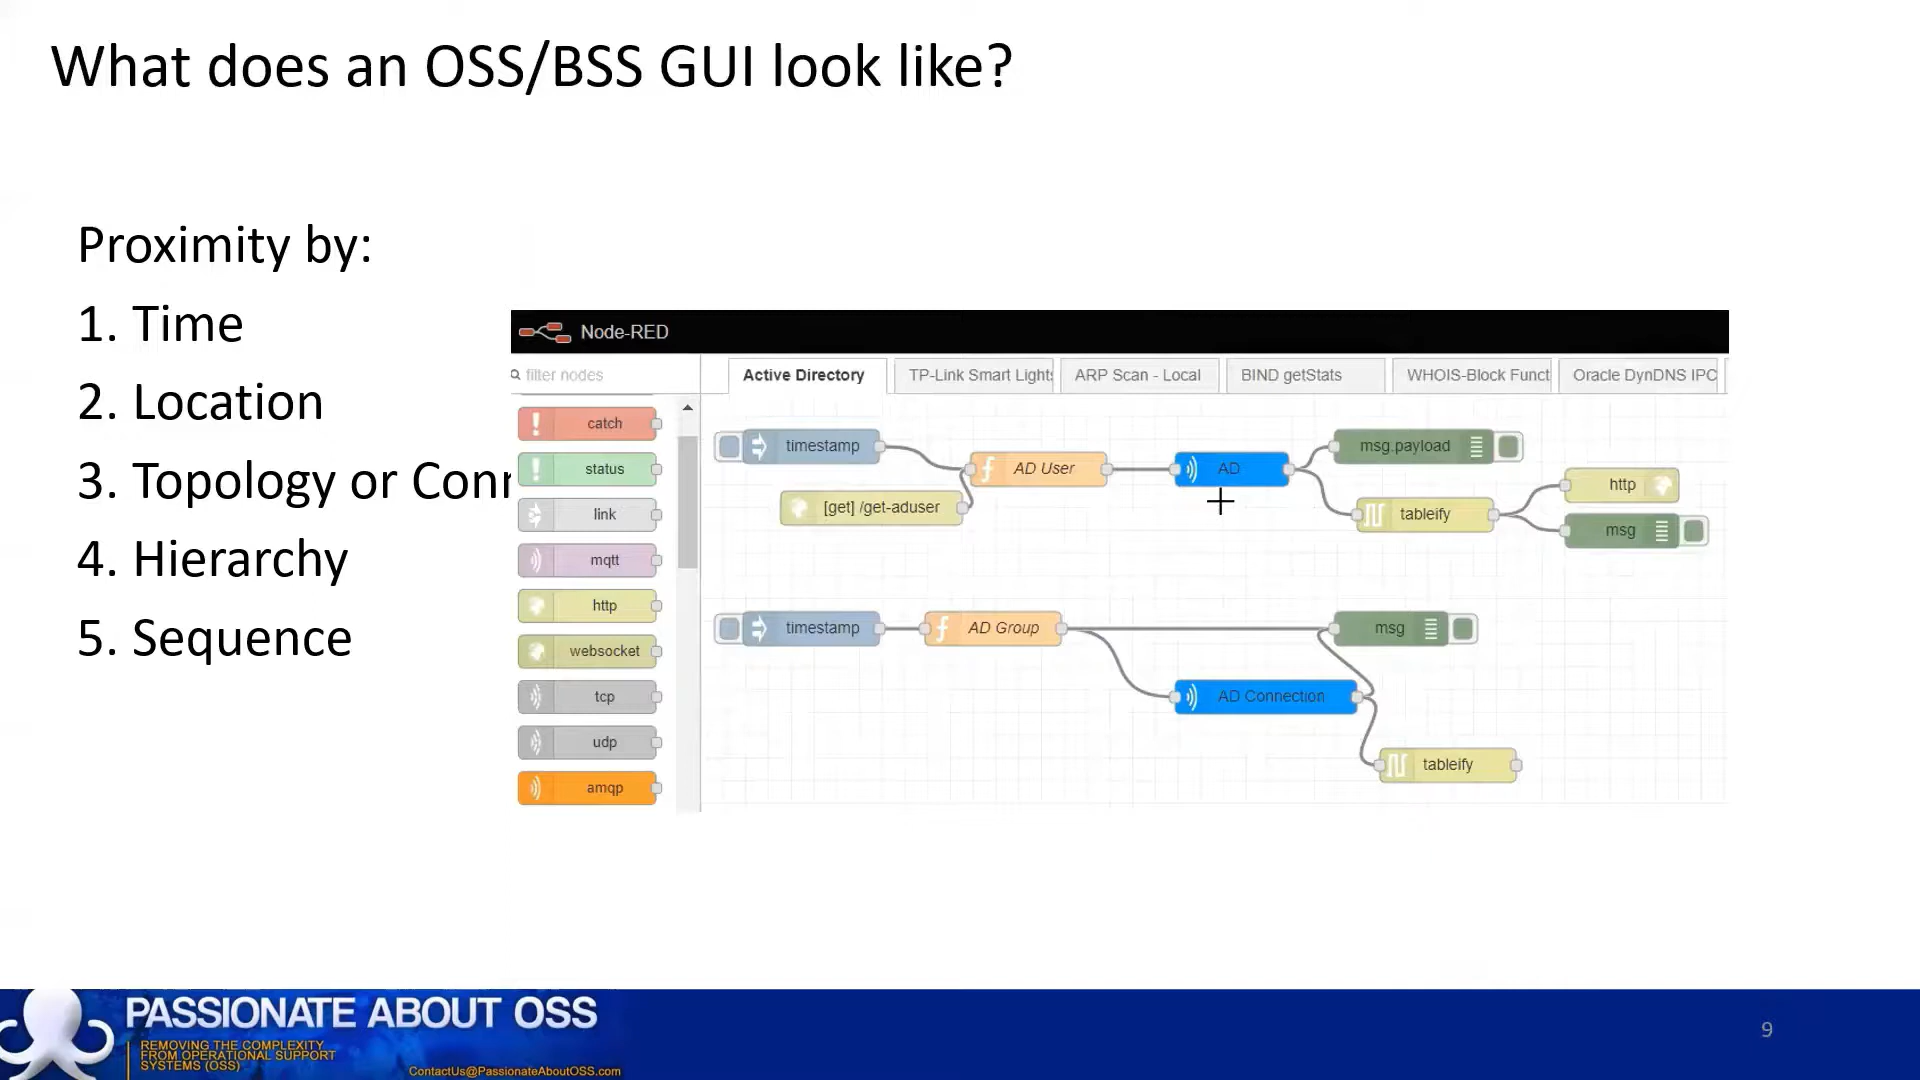 What does an OSS/BSS GUI look like?
Proximity by:
1. Time
2. Location
3. Topology or Con
4. Hierarchy
5. Sequence
Node-RED
filter nodes
Active Directory
TP-Link Smart Lights
ARP Scan - Local
BIND getStats
WHOIS-Block Funct
Oracle DynDNS IPC
catch
status
link
mqtt
http
websocket
tcp
udp
amqp
timestamp
AD User
AD
msg.payload
[get] /get-aduser
tableify
http
msg
timestamp
AD Group
msg
AD Connection
tableify
PASSIONATE ABOUT OSS
REMOVING THE COMPLEXITY
FROM OPERATIONAL SUPPORT
SYSTEMS (OSS)
ContactUs@PassionateAboutOSS.com
9